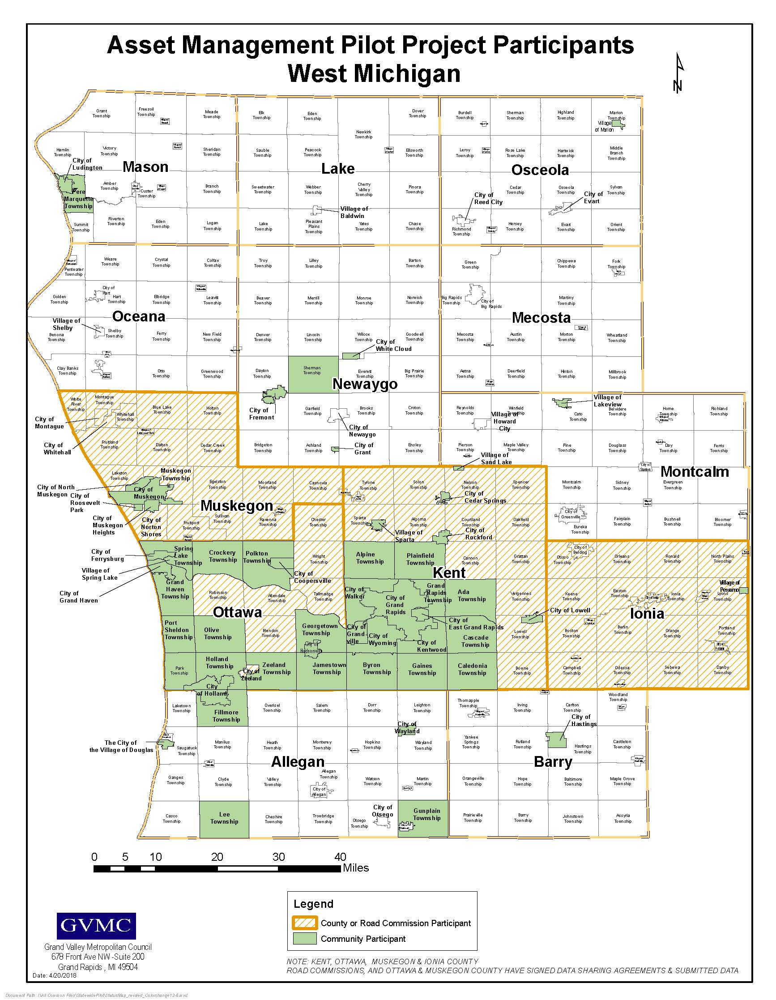 Asset Management Pilot Project Participants
West Michigan
N
Grant
Township
Freesoil
Township
Meade
Township
Elk
Township
Eden
Township
Dover
Township
Burdell
Township
Sherman
Township
Highland
Township
Marion
Township
Village
of Marion
Newkirk
Township
Hamlin
Township
Victory
Township
Sheridan
Township
Sauble
Township
Peacock
Township
Ellsworth
Township
Leroy
Township
Rose Lake
Township
Hartwick
Township
Middle
Branch
Township
City of
Ludington
Mason
Lake
Osceola
Pere
Marquette
Township
Amber
Township
Custer
Township
Branch
Township
Sweetwater
Township
Webber
Township
Cherry
Valley
Township
Pinora
Township
City of
Reed City
Cedar
Township
Osceola
Township
City of
Evart
Sylvan
Township
Village of
Baldwin
Summit
Township
Riverton
Township
Eden
Township
Logan
Township
Lake
Township
Pleasant
Plains
Township
Yates
Township
Chase
Township
Richmond
Township
Hersey
Township
Evart
Township
Orient
Township
Pentwater
Township
Weare
Township
Crystal
Township
Colfax
Township
Troy
Township
Lilley
Township
Barton
Township
Green
Township
Chippewa
Township
Fork
Township
Golden
Township
City of
Hart
Hart
Township
Elbridge
Township
Leavitt
Township
Beaver
Township
Merrill
Township
Monroe
Township
Norwich
Township
Big Rapids
Township
City of
Big Rapids
Martiny
Township
Oceana
Mecosta
Village of
Shelby
Benona
Township
Shelby
Township
Ferry
Township
New Field
Township
Denver
Township
Lincoln
Township
Wilcox
Township
Goodwell
Township
City of
White Cloud
Mecosta
Township
Austin
Township
Morton
Township
Wheatland
Township
Clay Banks
Township
Otto
Township
Greenwood
Township
Dayton
Township
Sherman
Township
Everett
Township
Big Prairie
Township
Aetna
Township
Deerfield
Township
Hinton
Township
Millbrook
Township
Newaygo
White
River
Township
Montague
Township
Whitehall
Township
Blue Lake
Township
Holton
Township
City of
Fremont
Garfield
Township
Brooks
Township
Croton
Township
Reynolds
Township
Winfield
Township
Village of
Howard
City
Cato
Township
Village of
Lakeview
Belvidere
Township
Home
Township
Richland
Township
City of
Montague
City of
Whitehall
City of
Newaygo
Fruitland
Township
Dalton
Township
Cedar Creek
Township
Bridgeton
Township
Ashland
Township
City of
Grant
Ensley
Township
Pierson
Township
Maple Valley
Township
Village of
Sand Lake
Pine
Township
Douglass
Township
Day
Township
Ferris
Township
City of
Stanton
Montcalm
Laketon
Township
Muskegon
Township
Egelston
Township
Moorland
Township
Casnovia
Township
Tyrone
Township
Solon
Township
Nelson
Township
Spencer
Township
Montcalm
Township
Sidney
Township
Evergreen
Township
City of North
Muskegon
City of
Muskegon
City of
Roosevelt
Park
City of
Cedar Springs
Muskegon
City of
Muskegon
Heights
City of
Norton
Shores
Fruitport
Township
Sullivan
Township
Ravenna
Township
Chester
Township
Sparta
Township
Village of
Sparta
Algoma
Township
Courtland
Township
City of
Rockford
Oakfield
Township
City of
Greenville
Eureka
Township
Fairplain
Township
Bushnell
Township
Bloomer
Township
City of
Ferrysburg
Village of
Spring Lake
City of
Grand Haven
Spring
Lake
Township
Crockery
Township
Polkton
Township
Wright
Township
City of
Coopersville
Alpine
Township
Plainfield
Township
Cannon
Township
Grattan
Township
Kent
Otisco
Township
City of
Belding
Orleans
Township
Ronald
Township
North Plains
Township
Grand
Haven
Township
Robinson
Township
Allendale
Township
Tallmadge
Township
City of
Walker
City of
Grand
Rapids
Grand
Rapids
Township
Ada
Township
Vergennes
Township
Keene
Township
Easton
Township
City of Ionia
Ionia
Township
Village of
Pewamo
Lyons
Township
Ottawa
City of Lowell
Ionia
Port
Sheldon
Township
Olive
Township
Blendon
Township
Georgetown
Township
City of
Hudsonville
City of
Grand
ville
City of
Wyoming
City of
East Grand Rapids
City of
Kentwood
Cascade
Township
Lowell
Township
Boston
Township
Berlin
Township
Orange
Township
Portland
Township
City of
Portland
Park
Township
Holland
Township
City of
Zeeland
Zeeland
Township
Jamestown
Township
Byron
Township
Gaines
Township
Caledonia
Township
Bowne
Township
Campbell
Township
Odessa
Township
Sebewa
Township
Danby
Township
City
of Holland
Laketown
Township
Fillmore
Township
Overisel
Township
Salem
Township
Dorr
Township
Leighton
Township
Thornapple
Township
Irving
Township
Carlton
Township
Woodland
Township
City of
Hastings
City of
Wayland
The City of
the Village of Douglas
Saugatuck
Township
Manlius
Township
Heath
Township
Monterey
Township
Hopkins
Township
Wayland
Township
Yankee
Springs
Township
Rutland
Township
Hastings
Township
Castleton
Township
Allegan
Barry
Ganges
Township
Clyde
Township
Valley
Township
Allegan
Township
City of
Allegan
Watson
Township
Martin
Township
Orangeville
Township
Hope
Township
Baltimore
Township
Maple Grove
Township
Casco
Township
Lee
Township
Cheshire
Township
Trowbridge
Township
Otsego
Township
City of
Otsego
Gunplain
Township
Prairieville
Township
Barry
Township
Johnstown
Township
Assyria
Township
0 5 10 20 30 40
Miles
Legend
County or Road Commission Participant
Community Participant
GVMC
Grand Valley Metropolitan Council
678 Front Ave NW -Suite 200
Grand Rapids , MI 49504
Date: 4/20/2018
NOTE: KENT, OTTAWA, MUSKEGON & IONIA COUNTY
ROAD COMMISSIONS, AND OTTAWA & MUSKEGON COUNTY HAVE SIGNED DATA SHARING AGREEMENTS & SUBMITTED DATA
Document Path: I:\All Common Files\StatewidePilot\StatusMap_revsied_Colorchange12-6.mxd